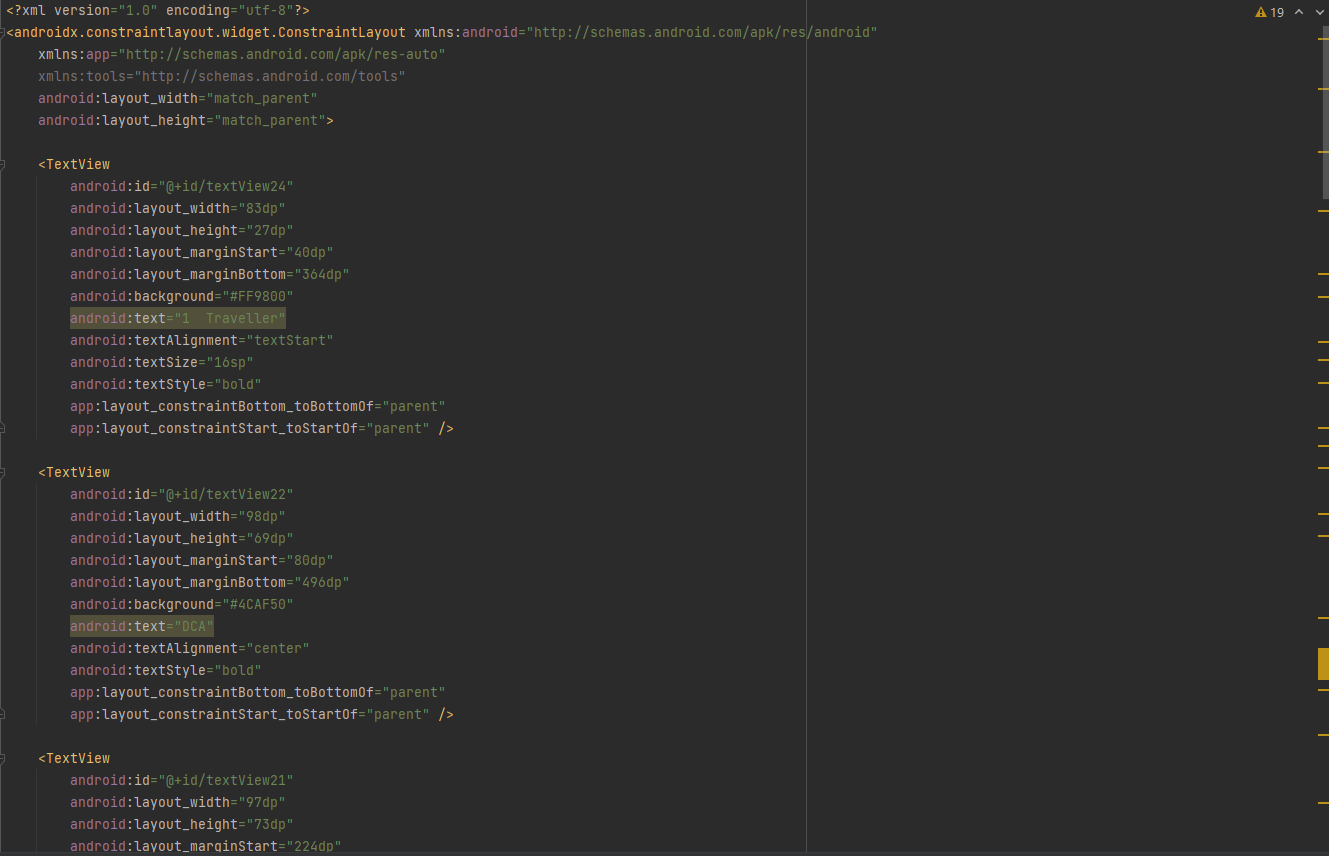 <?xml version="1.0" encoding="utf-8"?>
19
<androidx.constraintlayout.widget.ConstraintLayout xmlns:android="http://schemas.android.com/apk/res/android"
    xmlns:app="http://schemas.android.com/apk/res-auto"
    xmlns:tools="http://schemas.android.com/tools"
    android:layout_width="match_parent"
    android:layout_height="match_parent">

    <TextView
        android:id="@+id/textView24"
        android:layout_width="83dp"
        android:layout_height="27dp"
        android:layout_marginStart="40dp"
        android:layout_marginBottom="364dp"
        android:background="#FF9800"
        android:text="1  Traveller"
        android:textAlignment="textStart"
        android:textSize="16sp"
        android:textStyle="bold"
        app:layout_constraintBottom_toBottomOf="parent"
        app:layout_constraintStart_toStartOf="parent" />

    <TextView
        android:id="@+id/textView22"
        android:layout_width="98dp"
        android:layout_height="69dp"
        android:layout_marginStart="80dp"
        android:layout_marginBottom="496dp"
        android:background="#4CAF50"
        android:text="DCA"
        android:textAlignment="center"
        android:textStyle="bold"
        app:layout_constraintBottom_toBottomOf="parent"
        app:layout_constraintStart_toStartOf="parent" />

    <TextView
        android:id="@+id/textView21"
        android:layout_width="97dp"
        android:layout_height="73dp"
        android:layout_marginStart="224dp"